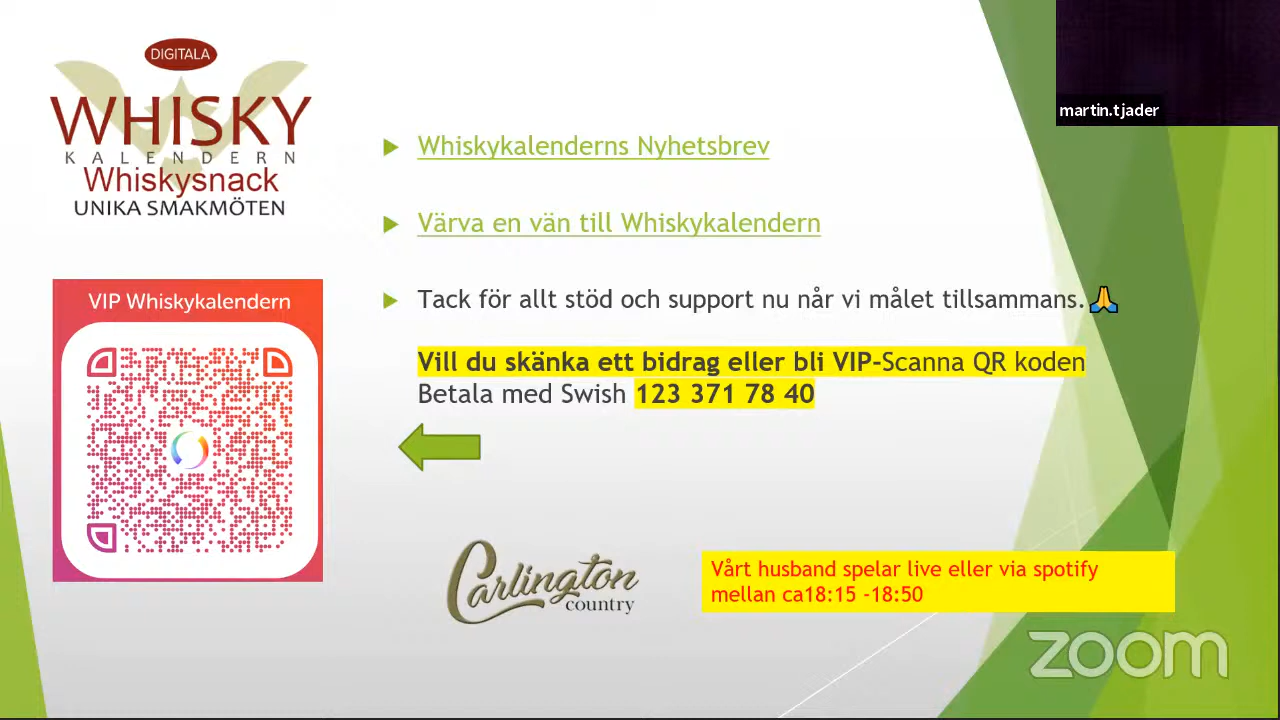 DIGITALA
WHISKY
KALENDERN
Whiskysnack
UNIKA SMAKMÖTEN
martin.tjader
Whiskykalenderns Nyhetsbrev
Värva en vän till Whiskykalendern
VIP Whiskykalendern
Tack för allt stöd och support nu når vi målet tillsammans.🙏
Vill du skänka ett bidrag eller bli VIP-Scanna QR koden
Betala med Swish 123 371 78 40
Carlington
country
Vårt husband spelar live eller via spotify
mellan ca18:15 -18:50
zoom